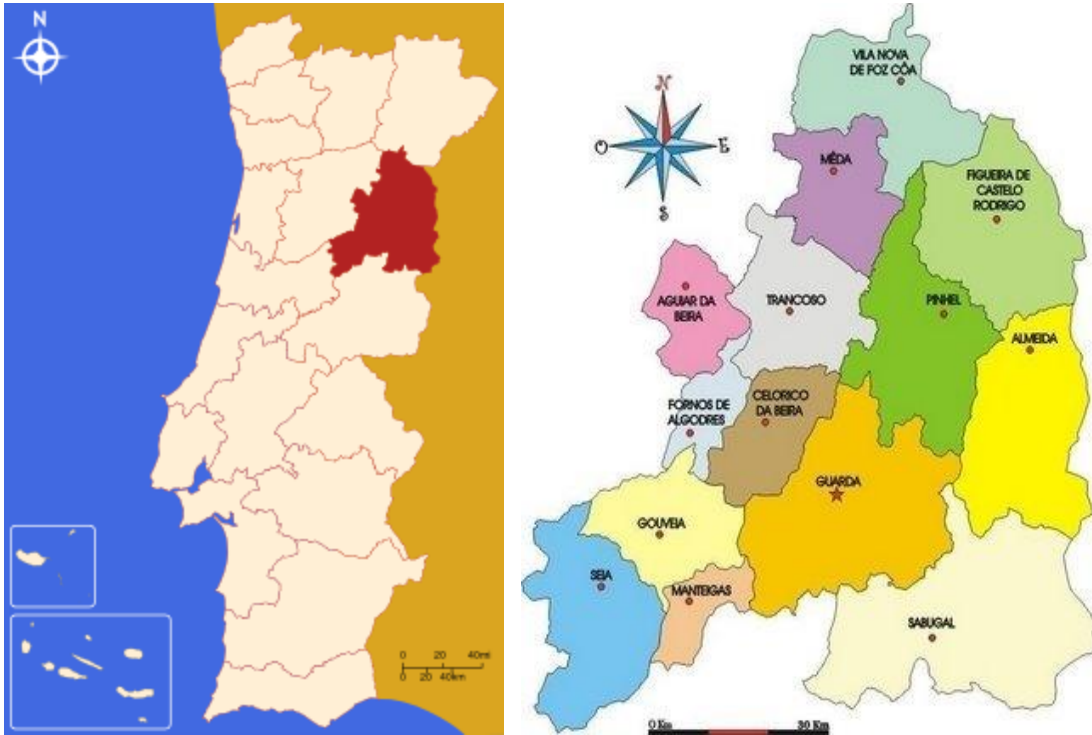 N
0 20 40mi
0 20 40km
N
O
E
S
VILA NOVA
DE FOZ CÔA
MÊDA
FIGUEIRA DE
CASTELO
RODRIGO
AGUIAR DA
BEIRA
TRANCOSO
PINHEL
ALMEIDA
FORNOS DE
ALGODRES
CELORICO
DA BEIRA
GUARDA
GOUVEIA
SEIA
MANTEIGAS
SABUGAL
0 Km
30 Km